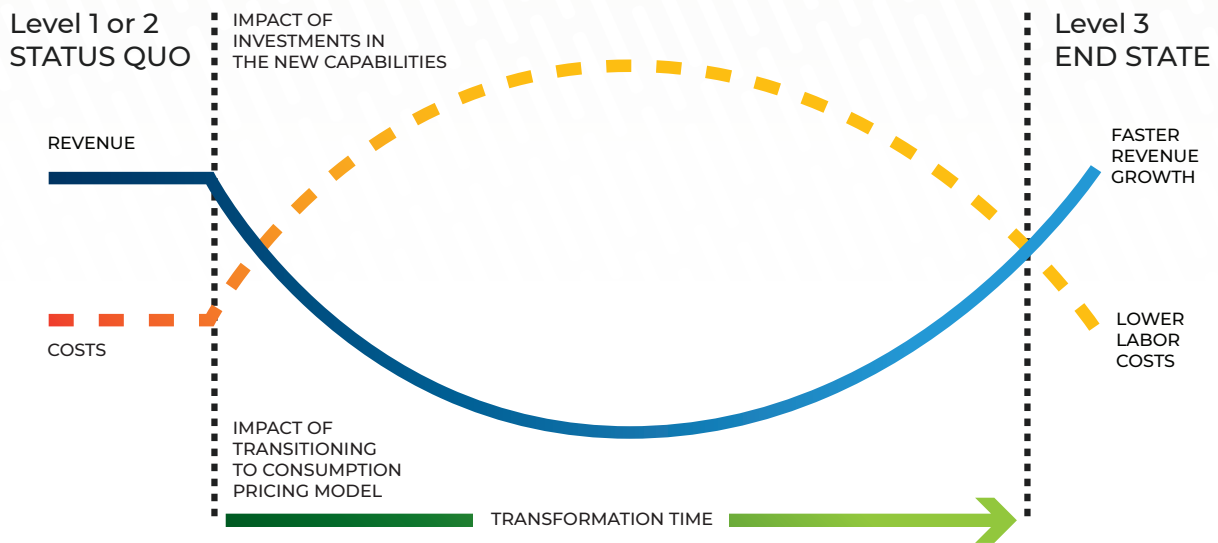 Level 1 or 2
STATUS QUO
IMPACT OF
INVESTMENTS IN
THE NEW CAPABILITIES
Level 3
END STATE
REVENUE
FASTER
REVENUE
GROWTH
COSTS
LOWER
LABOR
COSTS
IMPACT OF
TRANSITIONING
TO CONSUMPTION
PRICING MODEL
TRANSFORMATION TIME